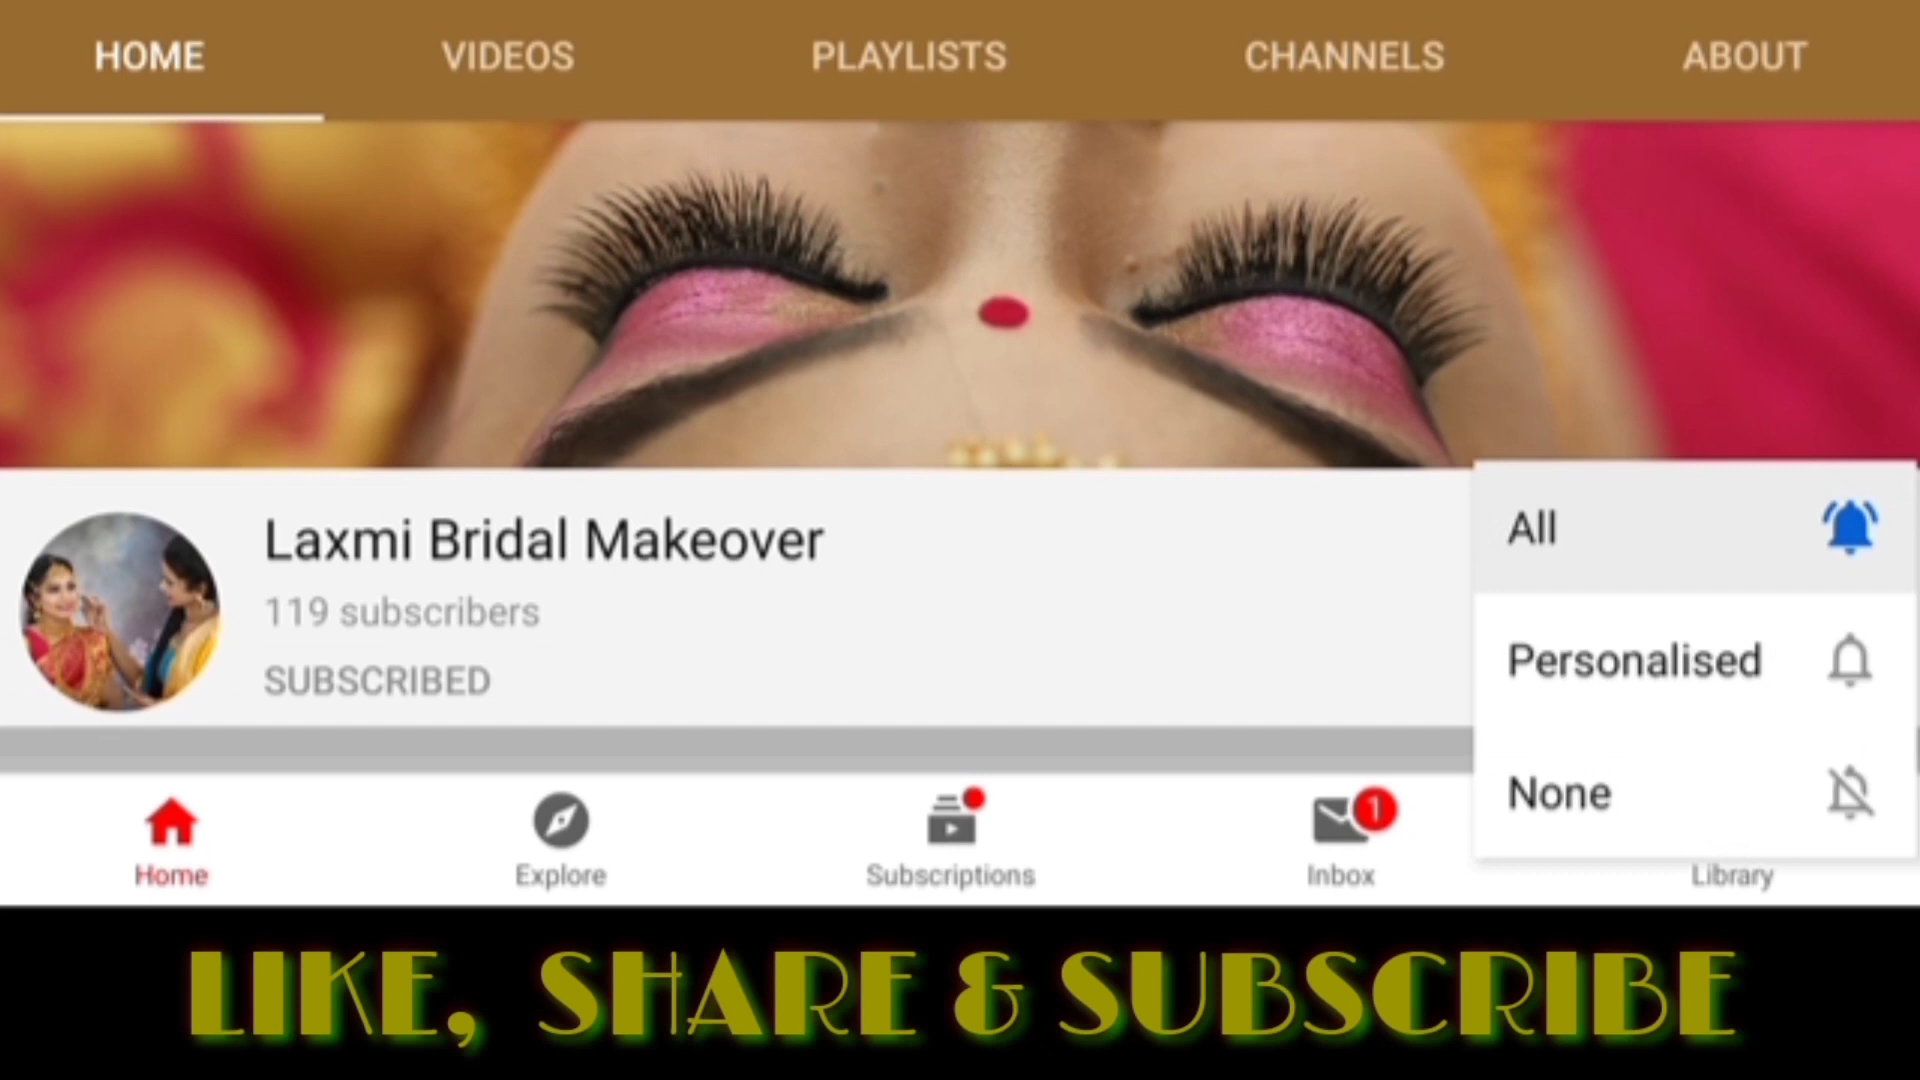 HOME VIDEOS PLAYLISTS CHANNELS ABOUT
Laxmi Bridal Makeover
119 subscribers
SUBSCRIBED
All
Personalised
None
1
Home Explore Subscriptions Inbox Library
LIKE, SHARE & SUBSCRIBE